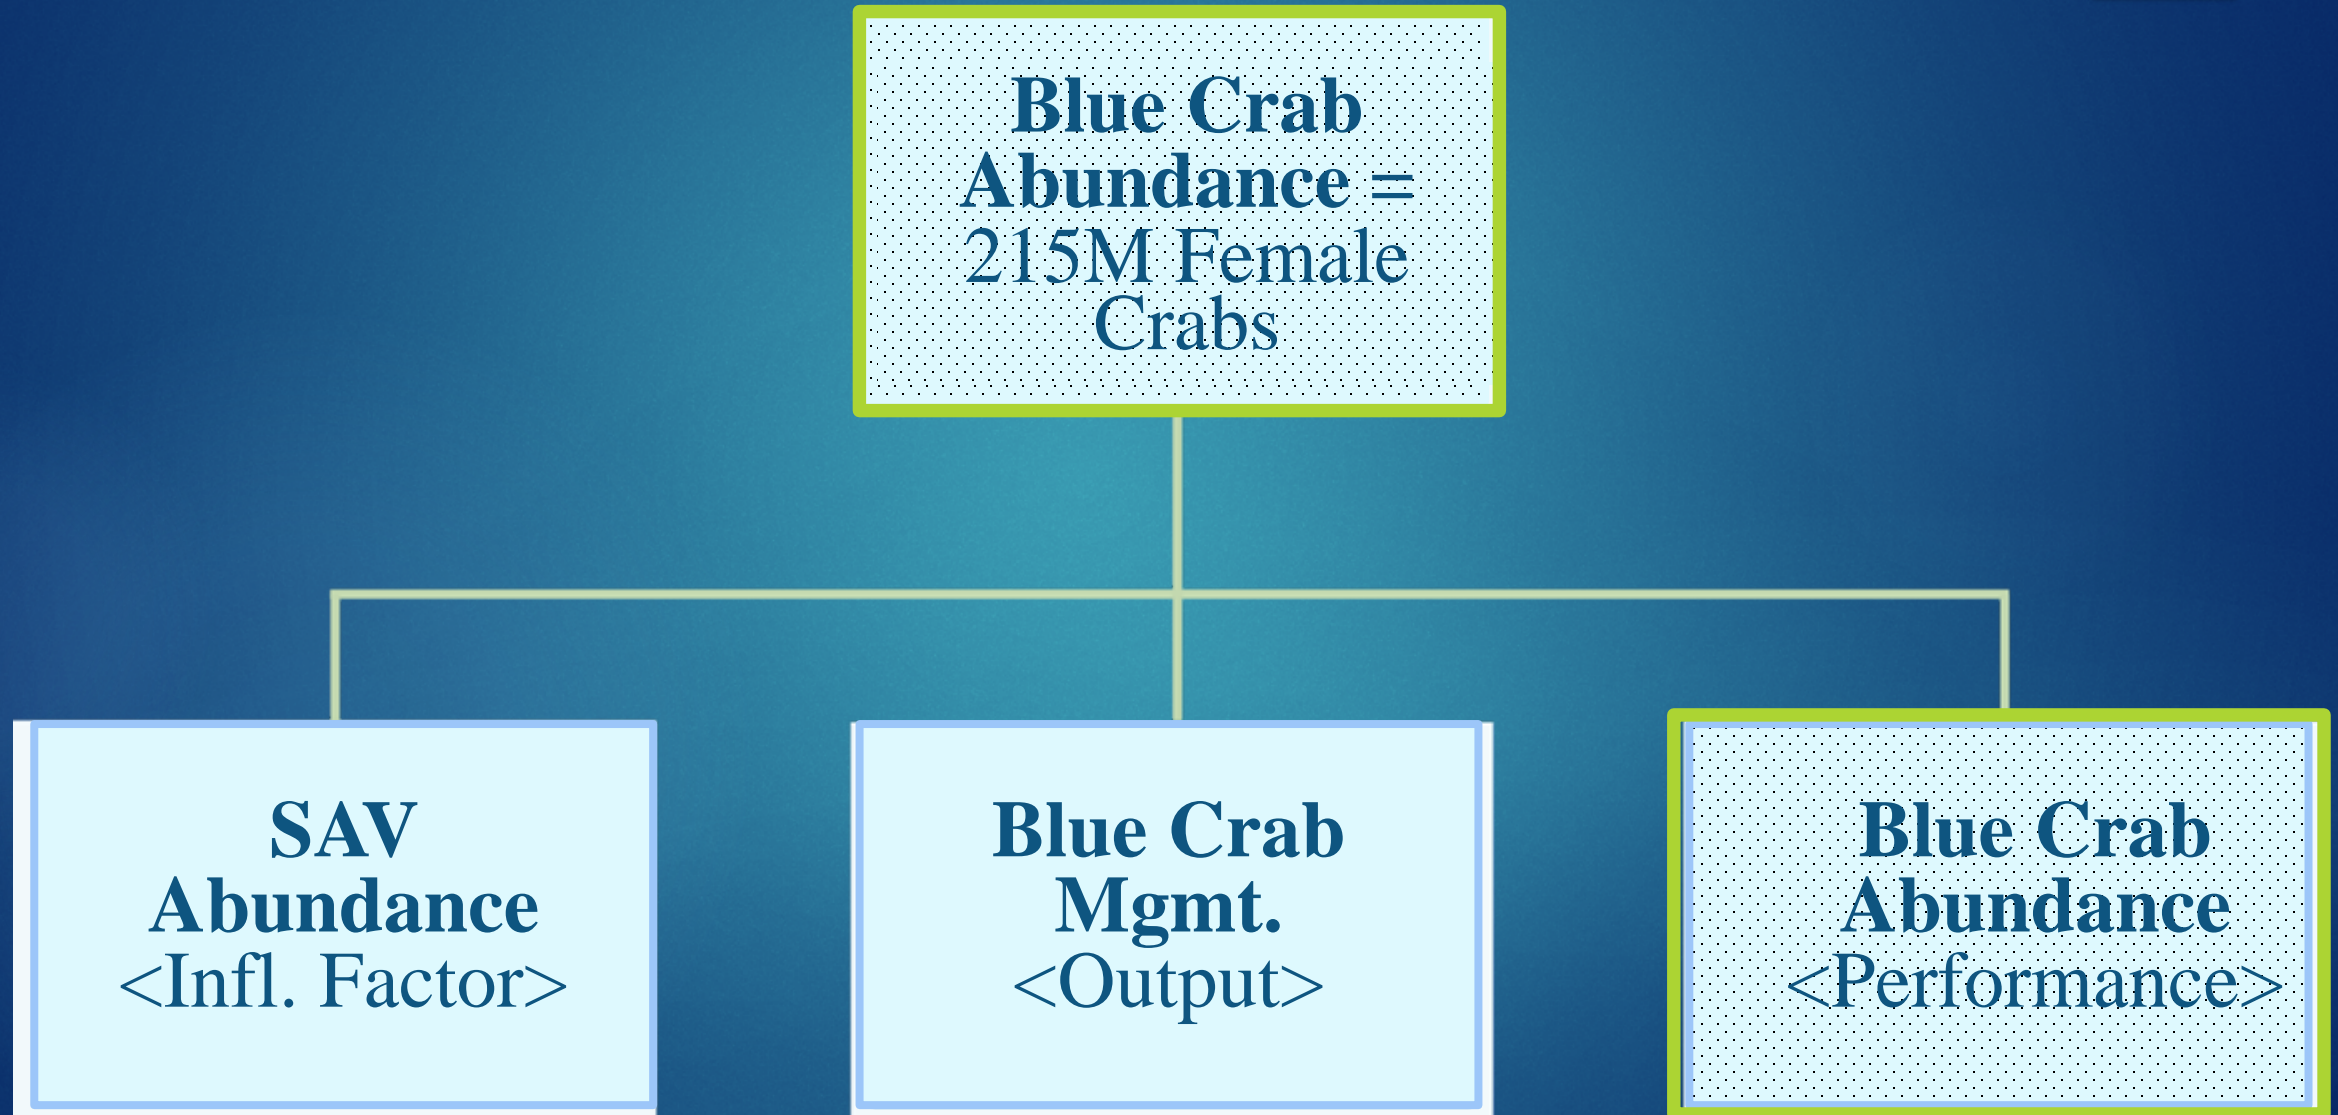 Blue Crab
Abundance =
215M Female
Crabs
SAV
Abundance
<Infl. Factor>
Blue Crab
Mgmt.
<Output>
Blue Crab
Abundance
<Performance>